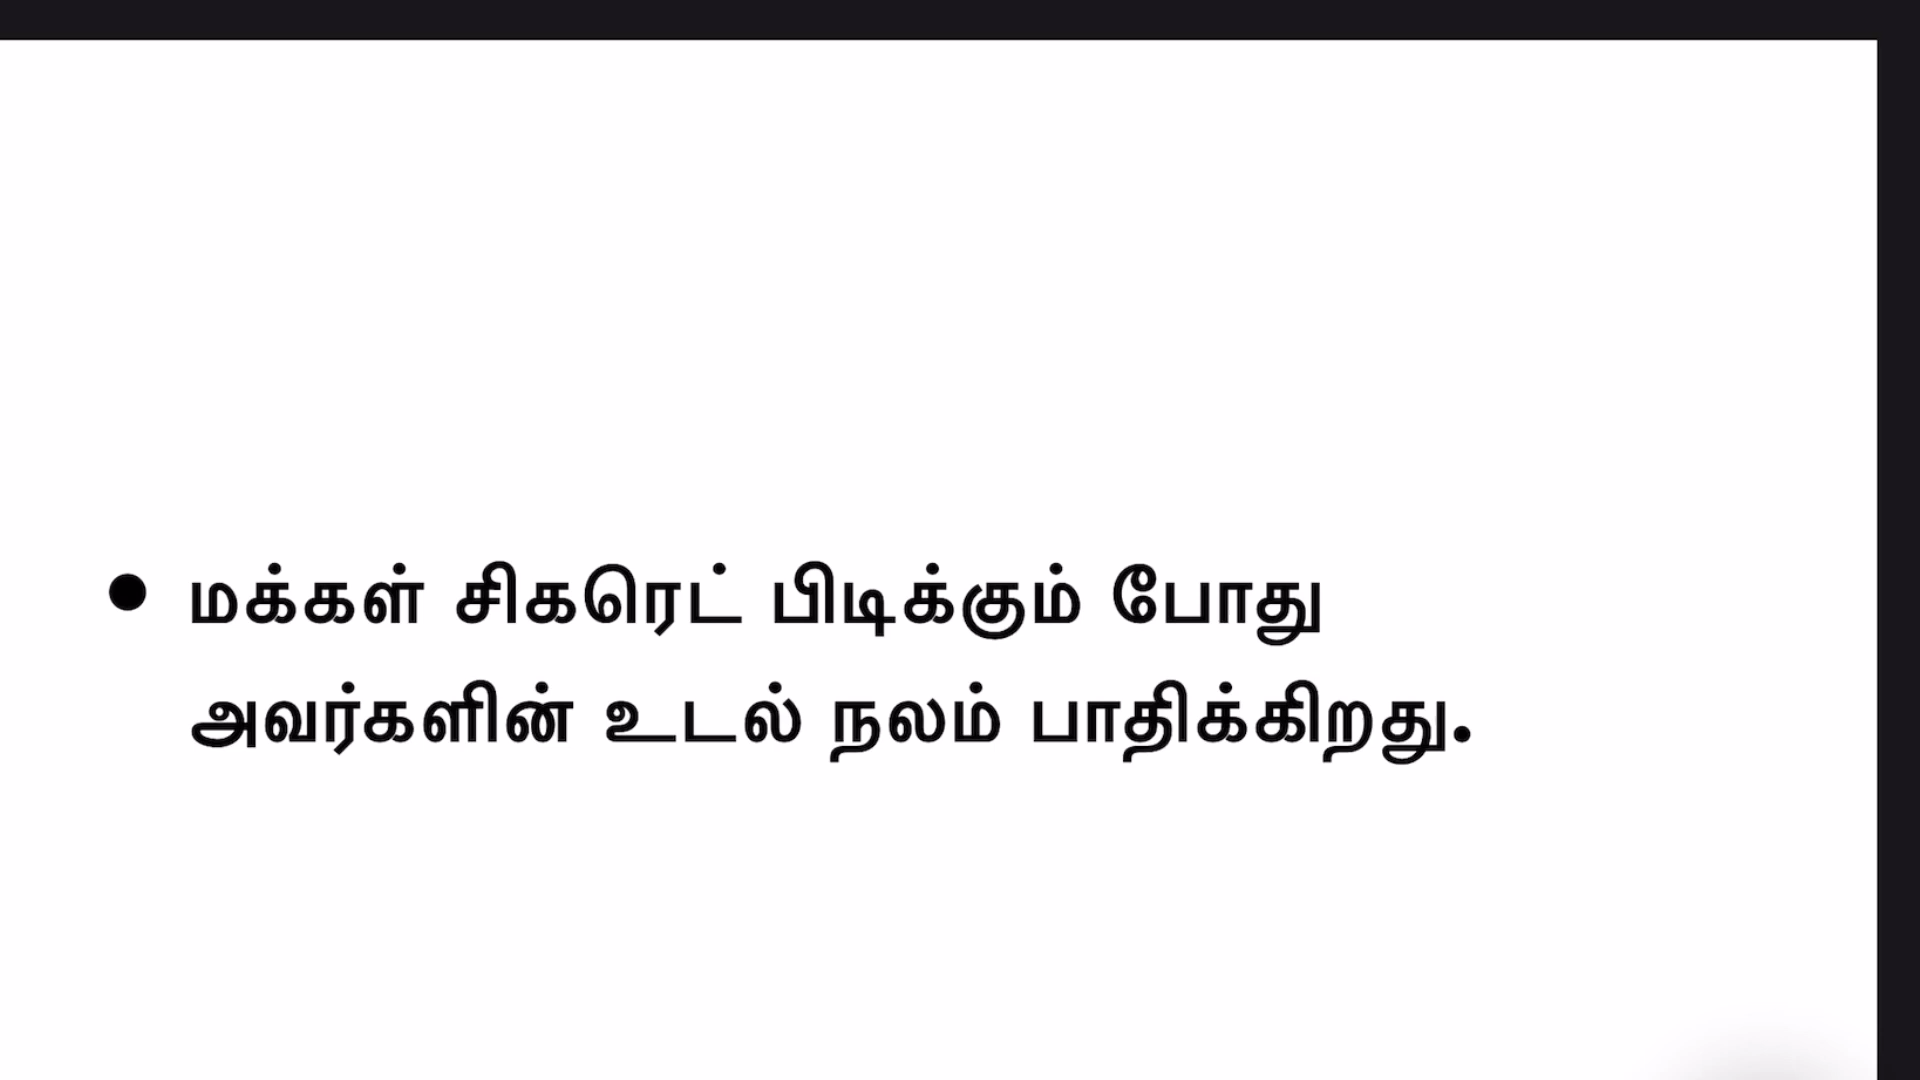 • மக்கள் சிகரெட் பிடிக்கும் போது
அவர்களின் உடல் நலம் பாதிக்கிறது.